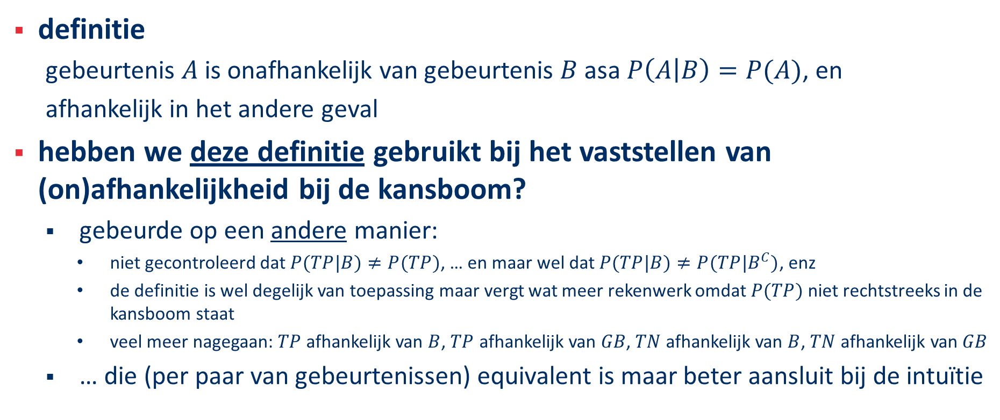 ▪ definitie
gebeurtenis A is onafhankelijk van gebeurtenis B asa P(A|B) = P(A), en
afhankelijk in het andere geval
▪ hebben we deze definitie gebruikt bij het vaststellen van
(on)afhankelijkheid bij de kansboom?
▪ gebeurde op een andere manier:
• niet gecontroleerd dat P(TP|B) ≠ P(TP), … en maar wel dat P(TP|B) ≠ P(TP|B^C), enz
• de definitie is wel degelijk van toepassing maar vergt wat meer rekenwerk omdat P(TP) niet rechtstreeks in de
kansboom staat
• veel meer nagegaan: TP afhankelijk van B, TP afhankelijk van GB, TN afhankelijk van B, TN afhankelijk van GB
▪ … die (per paar van gebeurtenissen) equivalent is maar beter aansluit bij de intuïtie